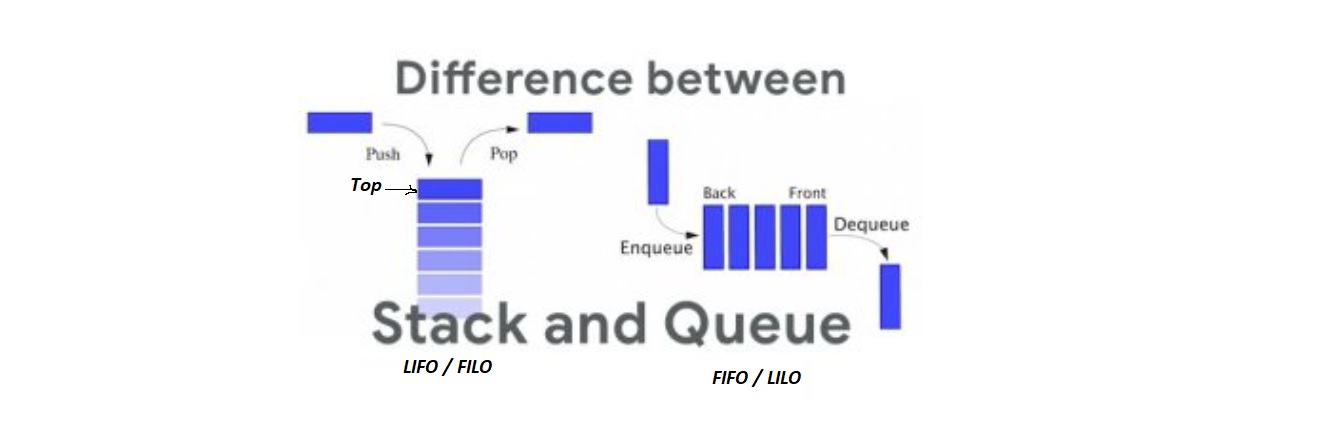 Difference between
Push
Pop
Top
Back
Front
Enqueue
Dequeue
Stack and Queue
LIFO / FILO
FIFO / LILO